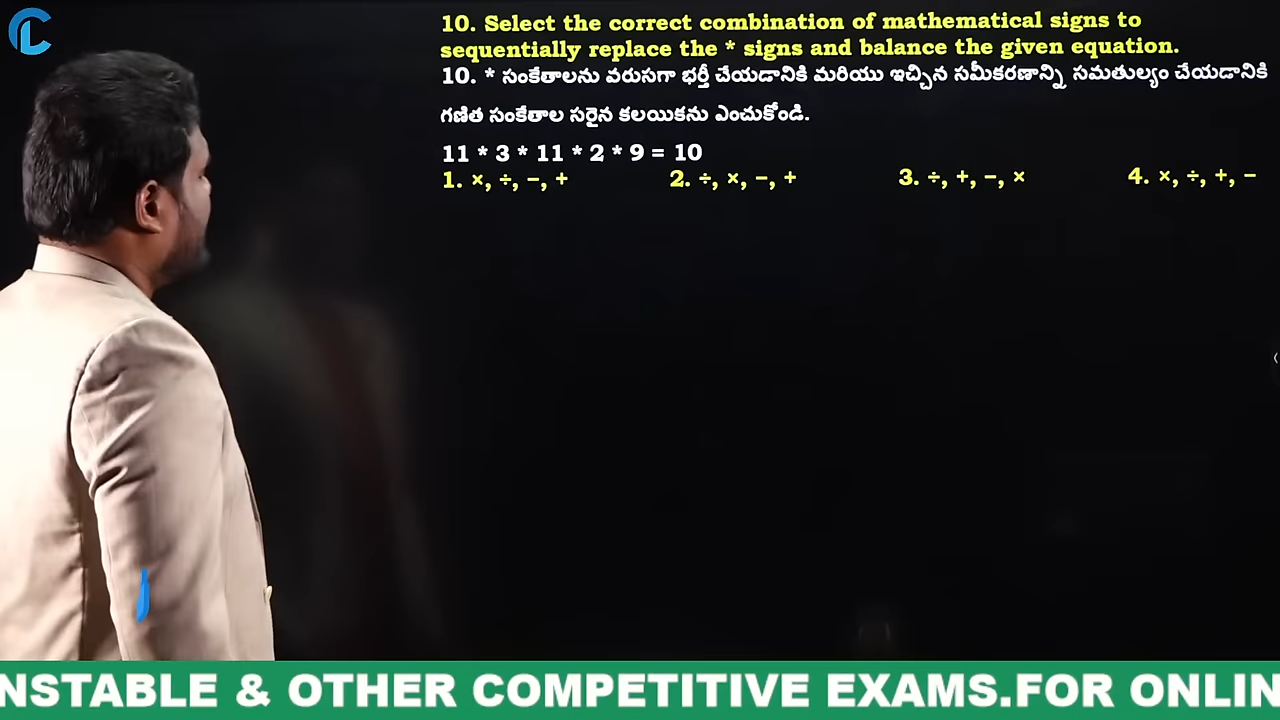 10. Select the correct combination of mathematical signs to
sequentially replace the * signs and balance the given equation.
10. * సంకేతాలను వరుసగా భర్తీ చేయడానికి మరియు ఇచ్చిన సమీకరణాన్ని సమతుల్యం చేయడానికి
గణిత సంకేతాల సరైన కలయికను ఎంచుకోండి.
11 * 3 * 11 * 2 * 9 = 10
1. ×, ÷, −, + 2. ÷, ×, −, + 3. ÷, +, −, × 4. ×, ÷, +, −
NSTABLE & OTHER COMPETITIVE EXAMS.FOR ONLIN